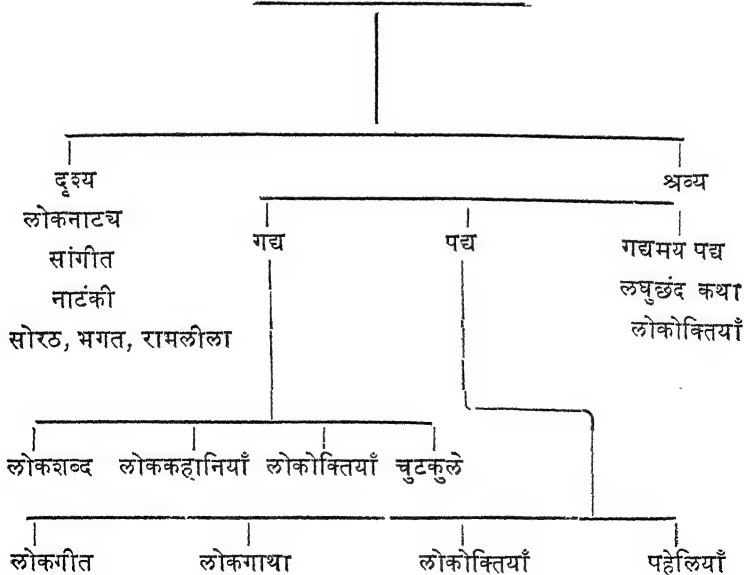 दृश्य
श्रव्य
लोकनाट्य
सांगीत
नाटंकी
सोरठ, भगत, रामलीला
गद्य
पद्य
गद्यमय पद्य
लघुछंद कथा
लोकोक्तियाँ
लोकशब्द लोककहानियाँ लोकोक्तियाँ चुटकुले
लोकगीत लोकगाथा लोकोक्तियाँ पहेलियाँ